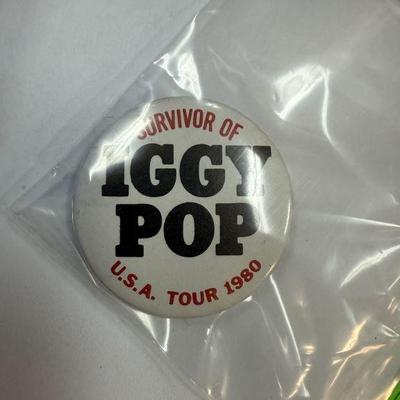 SURVIVOR OF
IGGY
POP
U.S.A. TOUR 1980